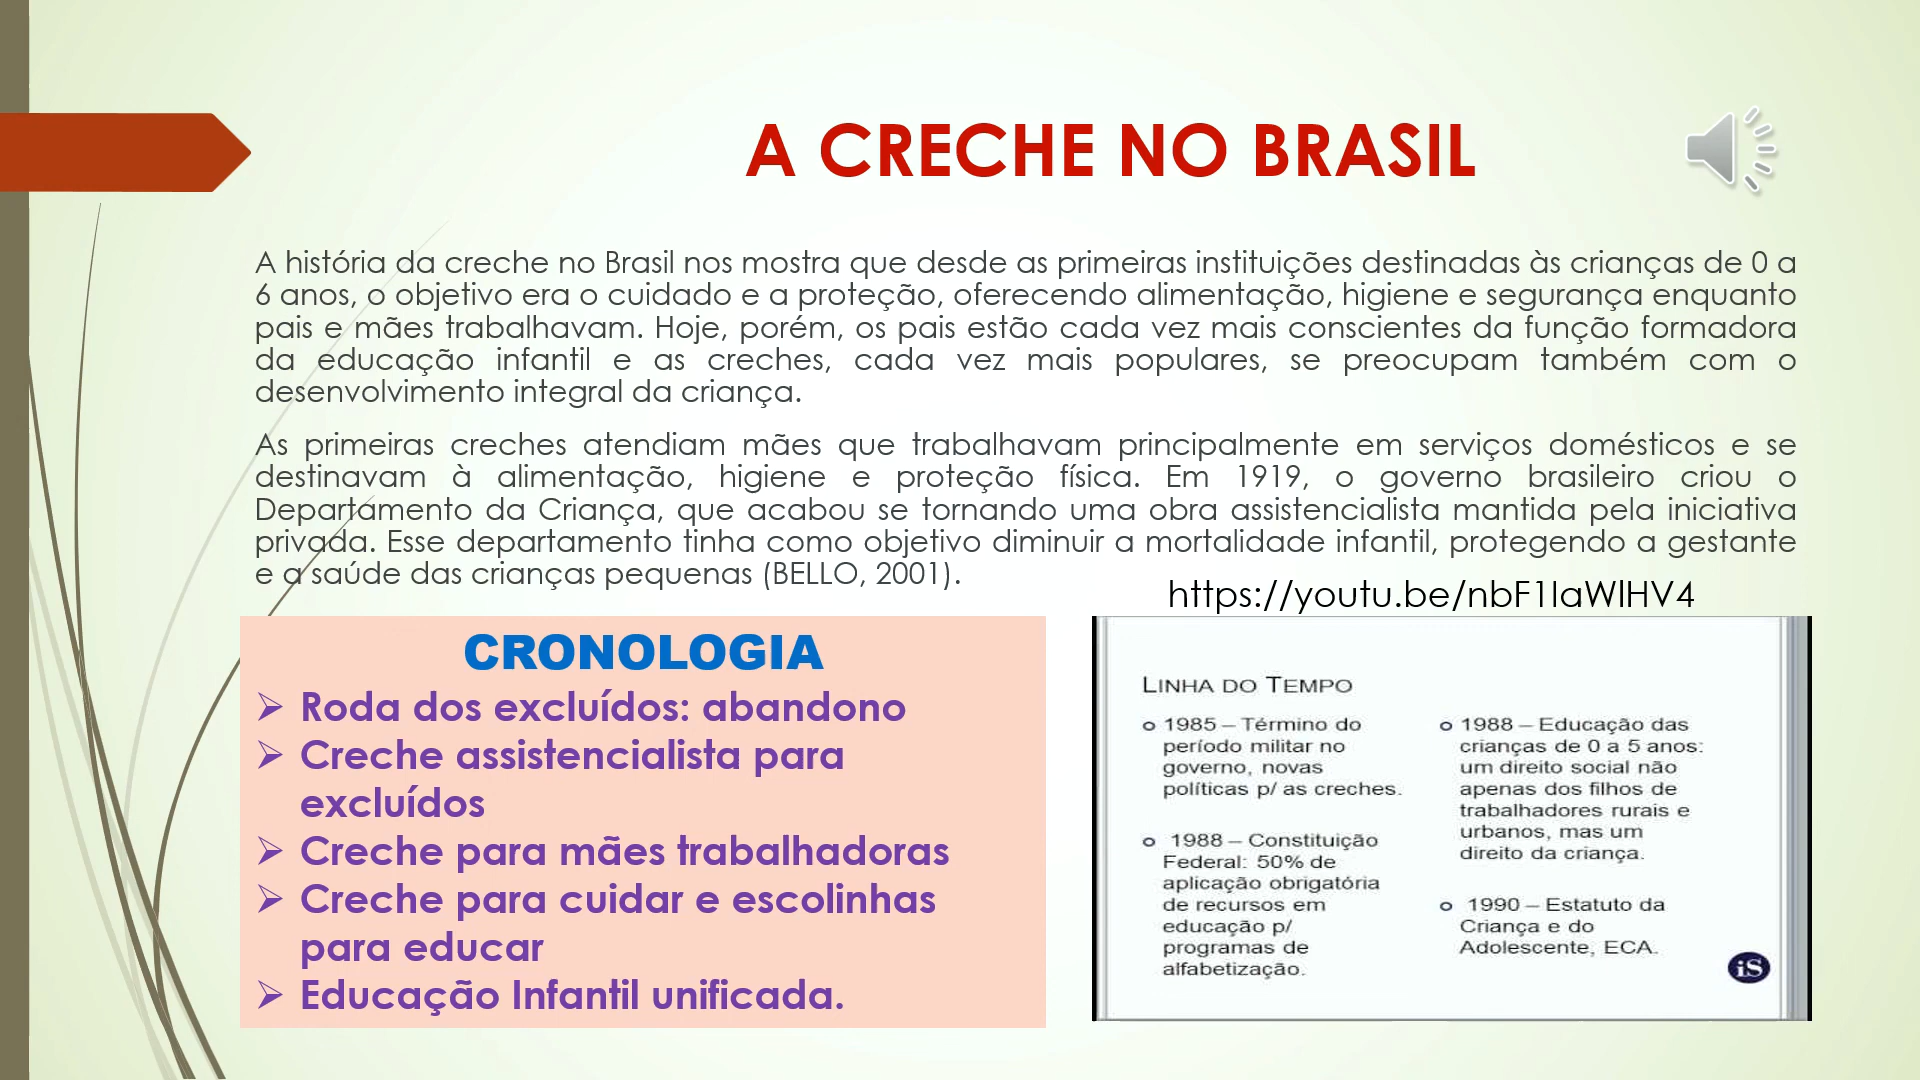 A CRECHE NO BRASIL
A história da creche no Brasil nos mostra que desde as primeiras instituições destinadas às crianças de 0 a
6 anos, o objetivo era o cuidado e a proteção, oferecendo alimentação, higiene e segurança enquanto
pais e mães trabalhavam. Hoje, porém, os pais estão cada vez mais conscientes da função formadora
da educação infantil e as creches, cada vez mais populares, se preocupam também com o
desenvolvimento integral da criança.
As primeiras creches atendiam mães que trabalhavam principalmente em serviços domésticos e se
destinavam à alimentação, higiene e proteção física. Em 1919, o governo brasileiro criou o
Departamento da Criança, que acabou se tornando uma obra assistencialista mantida pela iniciativa
privada. Esse departamento tinha como objetivo diminuir a mortalidade infantil, protegendo a gestante
e a saúde das crianças pequenas (BELLO, 2001).
https://youtu.be/nbF1IaWlHV4
CRONOLOGIA
Roda dos excluídos: abandono
Creche assistencialista para
excluídos
Creche para mães trabalhadoras
Creche para cuidar e escolinhas
para educar
Educação Infantil unificada.
LINHA DO TEMPO
1985 – Término do
período militar no
governo, novas
políticas p/ as creches.
1988 – Constituição
Federal: 50% de
aplicação obrigatória
de recursos em
educação p/
programas de
alfabetização.
1988 – Educação das
crianças de 0 a 5 anos:
um direito social não
apenas dos filhos de
trabalhadores rurais e
urbanos, mas um
direito da criança.
1990 – Estatuto da
Criança e do
Adolescente, ECA.
iS